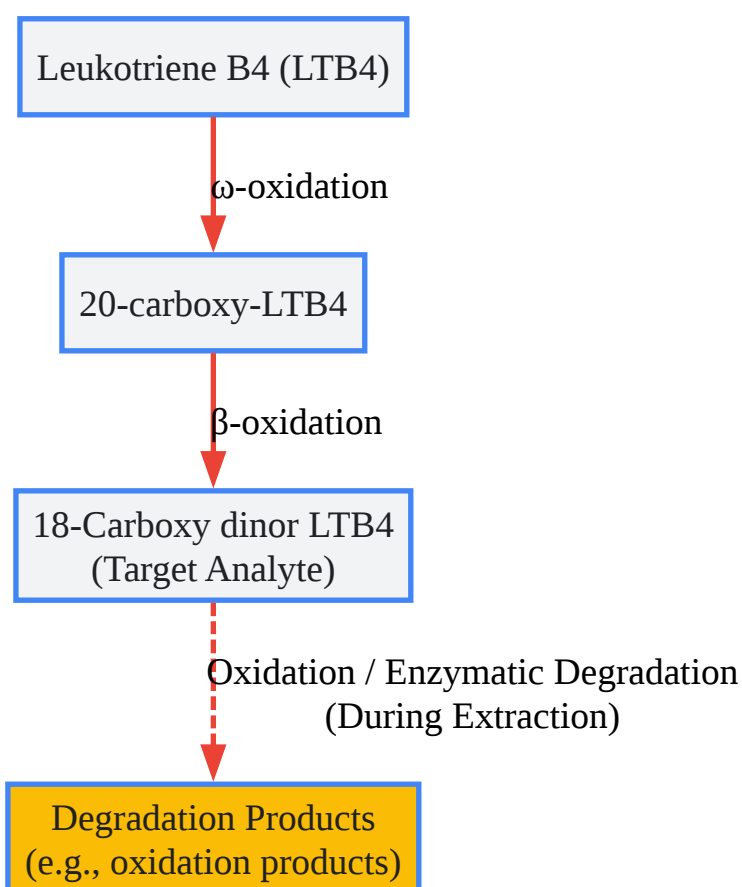 Leukotriene B4 (LTB4)
ω-oxidation
20-carboxy-LTB4
β-oxidation
18-Carboxy dinor LTB4
(Target Analyte)
Oxidation / Enzymatic Degradation
(During Extraction)
Degradation Products
(e.g., oxidation products)